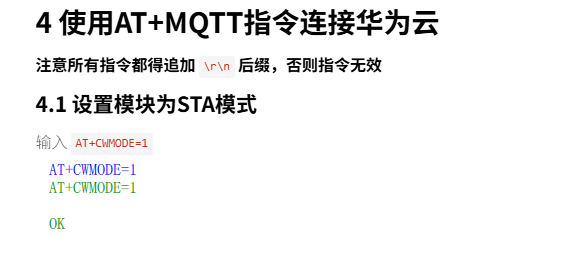 4 使用AT+MQTT指令连接华为云
注意所有指令都得追加 \r\n 后缀，否则指令无效
4.1 设置模块为STA模式
输入 AT+CWMODE=1
AT+CWMODE=1
AT+CWMODE=1
OK